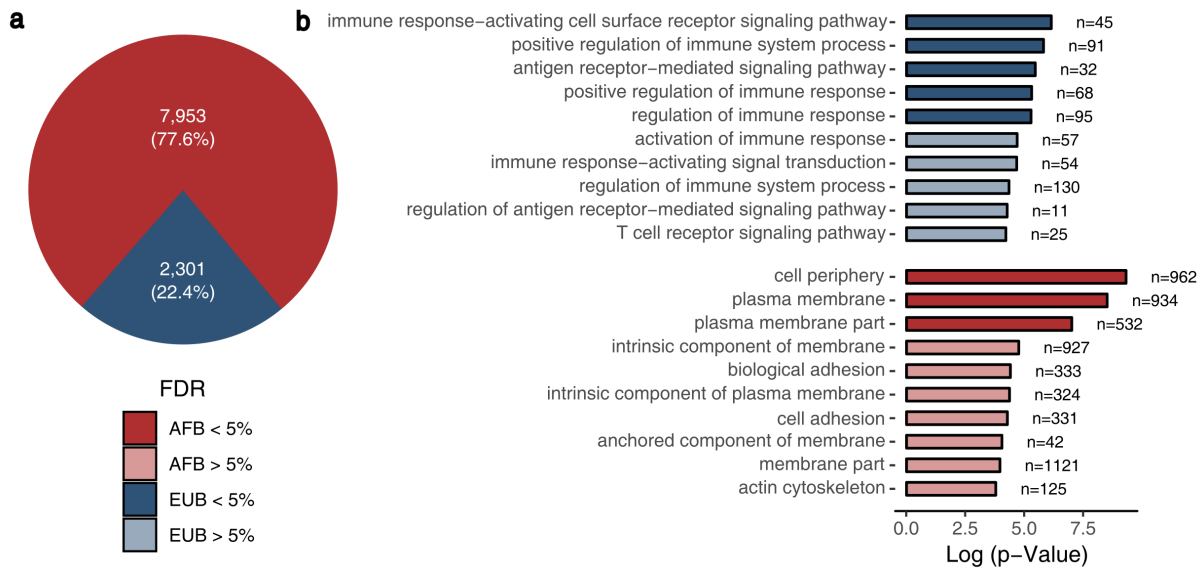 a
7,953
(77.6%)
2,301
(22.4%)
FDR
AFB < 5%
AFB > 5%
EUB < 5%
EUB > 5%
b
immune response−activating cell surface receptor signaling pathway n=45
positive regulation of immune system process n=91
antigen receptor−mediated signaling pathway n=32
positive regulation of immune response n=68
regulation of immune response n=95
activation of immune response n=57
immune response−activating signal transduction n=54
regulation of immune system process n=130
regulation of antigen receptor−mediated signaling pathway n=11
T cell receptor signaling pathway n=25
cell periphery n=962
plasma membrane n=934
plasma membrane part n=532
intrinsic component of membrane n=927
biological adhesion n=333
intrinsic component of plasma membrane n=324
cell adhesion n=331
anchored component of membrane n=42
membrane part n=1121
actin cytoskeleton n=125
0.0 2.5 5.0 7.5
Log (p−Value)